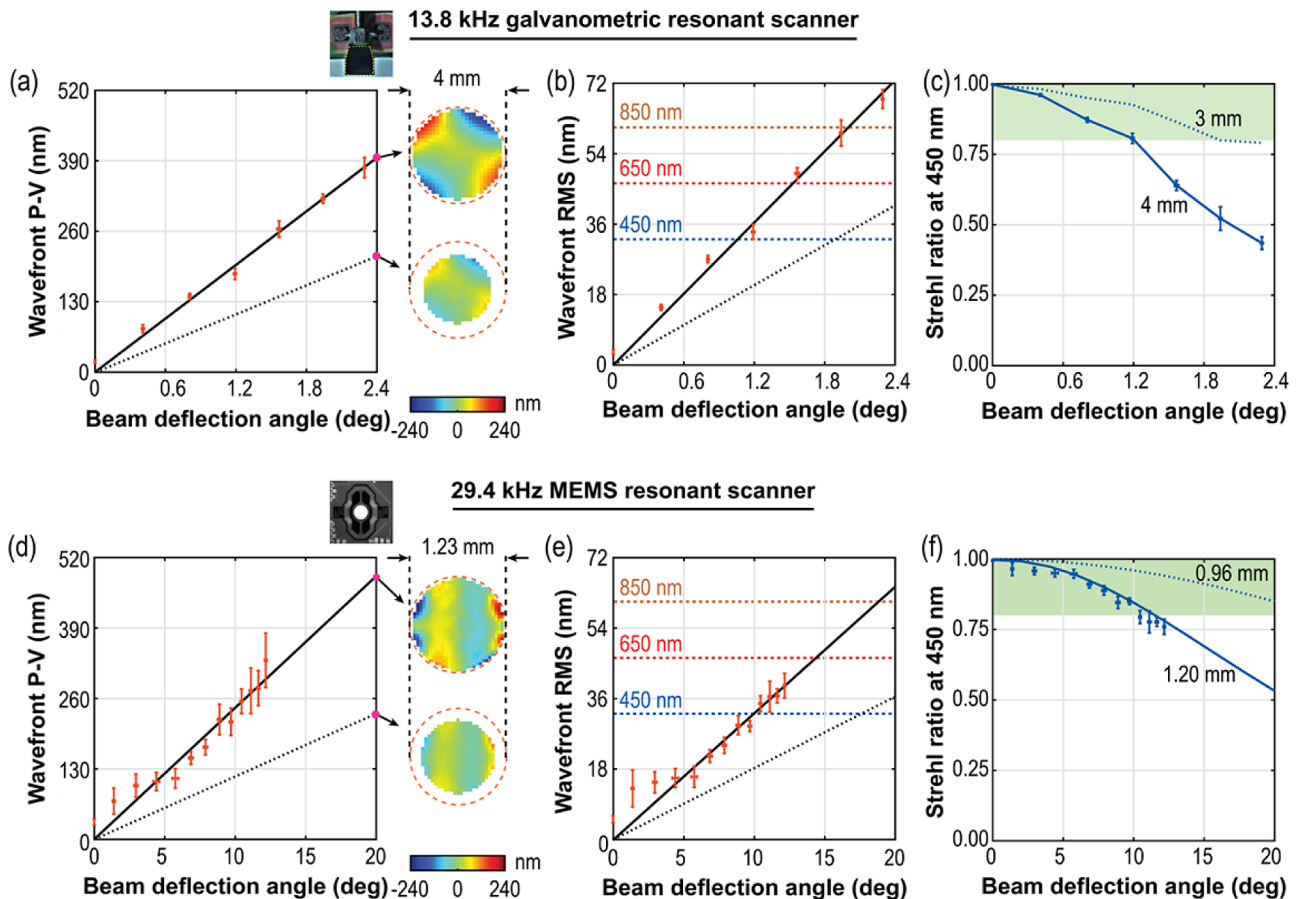 13.8 kHz galvanometric resonant scanner
(a)
Wavefront P-V (nm)
520
390
260
130
0
0 0.6 1.2 1.8 2.4
Beam deflection angle (deg)
4 mm
nm
-240 0 240
(b)
Wavefront RMS (nm)
72
54
36
18
0
850 nm
650 nm
450 nm
0 0.6 1.2 1.8 2.4
Beam deflection angle (deg)
(c)
Strehl ratio at 450 nm
1.00
0.75
0.50
0.25
0.00
3 mm
4 mm
0 0.6 1.2 1.8 2.4
Beam deflection angle (deg)
29.4 kHz MEMS resonant scanner
(d)
Wavefront P-V (nm)
520
390
260
130
0
0 5 10 15 20
Beam deflection angle (deg)
1.23 mm
nm
-240 0 240
(e)
Wavefront RMS (nm)
72
54
36
18
0
850 nm
650 nm
450 nm
0 5 10 15 20
Beam deflection angle (deg)
(f)
Strehl ratio at 450 nm
1.00
0.75
0.50
0.25
0.00
0.96 mm
1.20 mm
0 5 10 15 20
Beam deflection angle (deg)